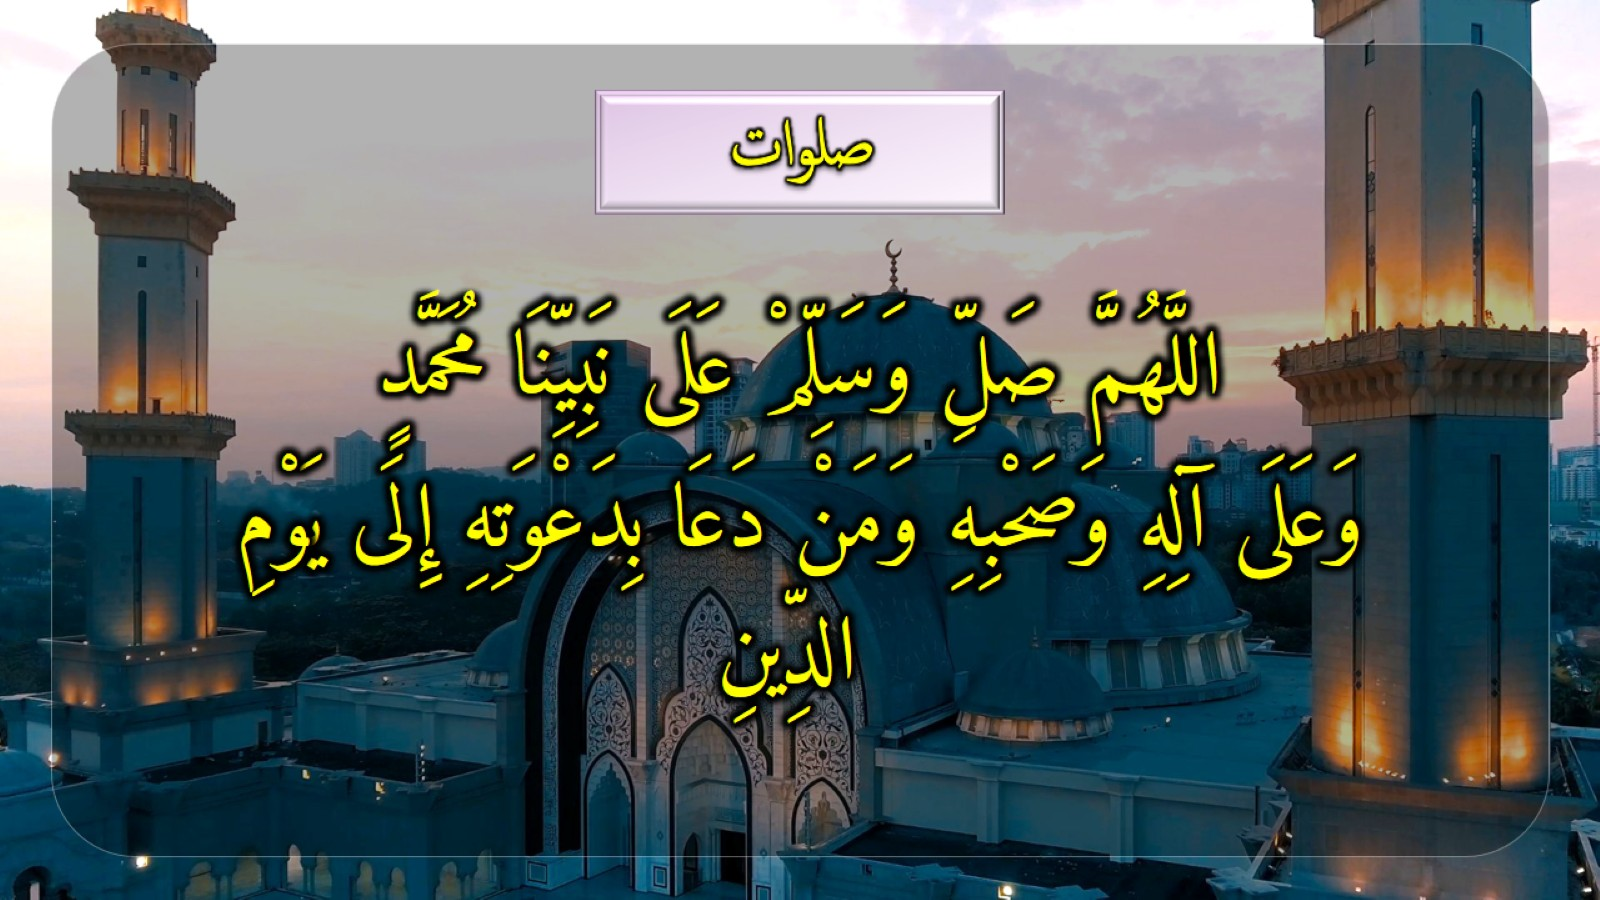 صلوات
اللَّهُمَّ صَلِّ وَسَلِّمْ عَلَى نَبِيِّنَا مُحَمَّدٍ
وَعَلَى آلِهِ وَصَحْبِهِ وَمَنْ دَعَا بِدَعْوَتِهِ إِلَى يَوْمِ
الدِّينِ